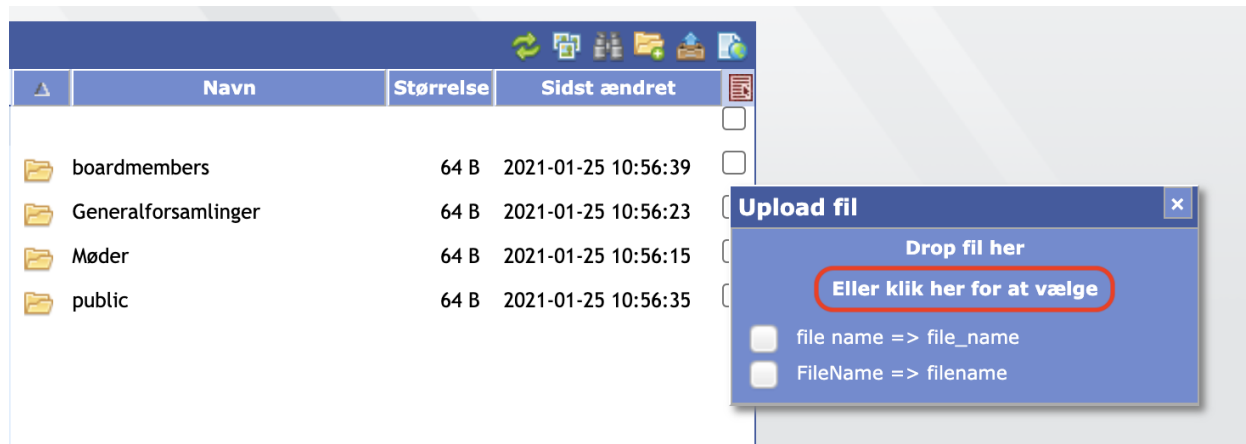 Navn Størrelse Sidst ændret
boardmembers 64 B 2021-01-25 10:56:39
Generalforsamlinger 64 B 2021-01-25 10:56:23
Møder 64 B 2021-01-25 10:56:15
public 64 B 2021-01-25 10:56:35
Upload fil
Drop fil her
Eller klik her for at vælge
file name => file_name
FileName => filename